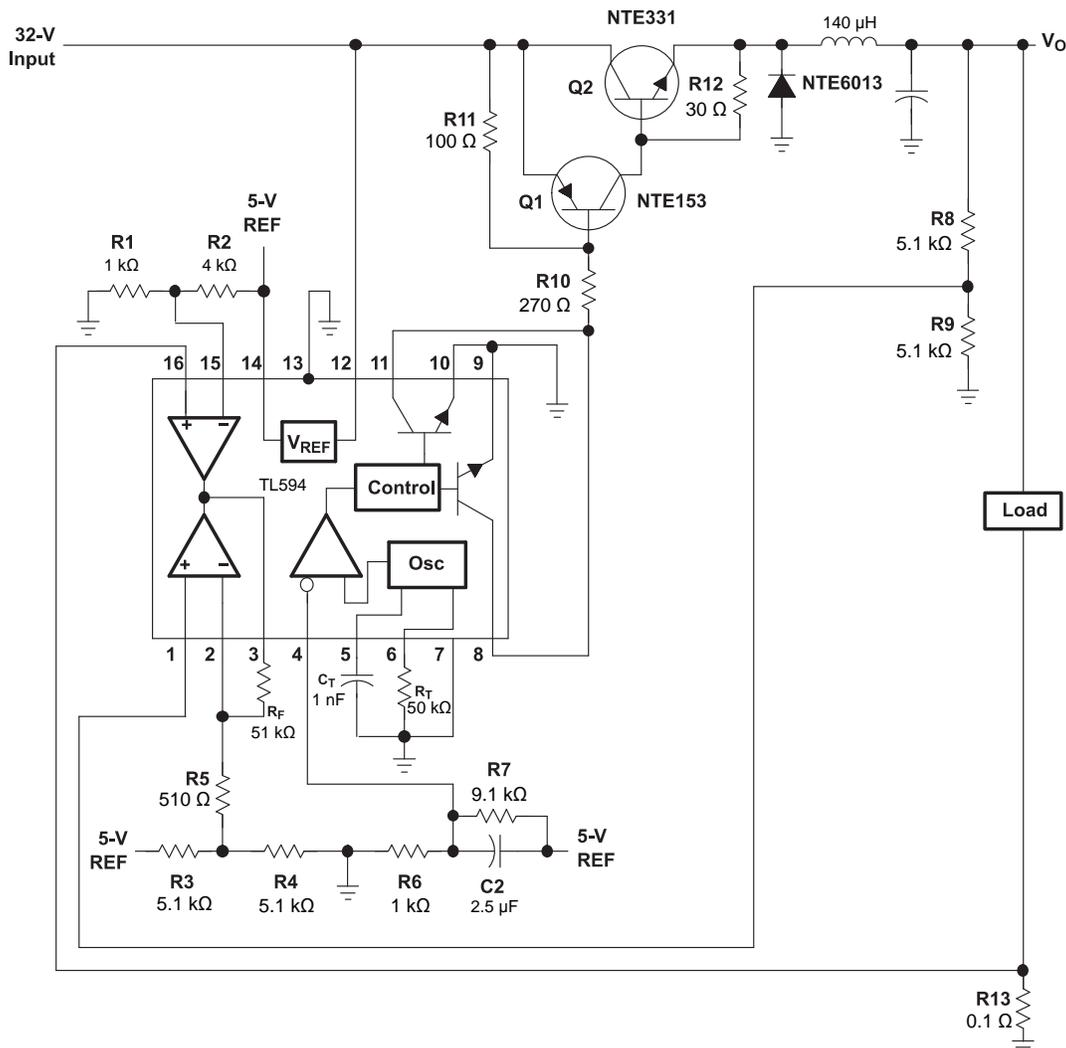 NTE331
32-V
Input
140 µH
VO
Q2
R12
30 Ω
NTE6013
R11
100 Ω
Q1
NTE153
5-V
REF
R1
1 kΩ
R2
4 kΩ
R8
5.1 kΩ
R10
270 Ω
R9
5.1 kΩ
16 15 14 13 12 11 10 9
+ −
VREF
TL594
Control
Load
+ −
Osc
1 2 3 4 5 6 7 8
CT
1 nF
RT
50 kΩ
RF
51 kΩ
R5
510 Ω
R7
9.1 kΩ
5-V
REF
5-V
REF
R3
5.1 kΩ
R4
5.1 kΩ
R6
1 kΩ
C2
2.5 µF
R13
0.1 Ω